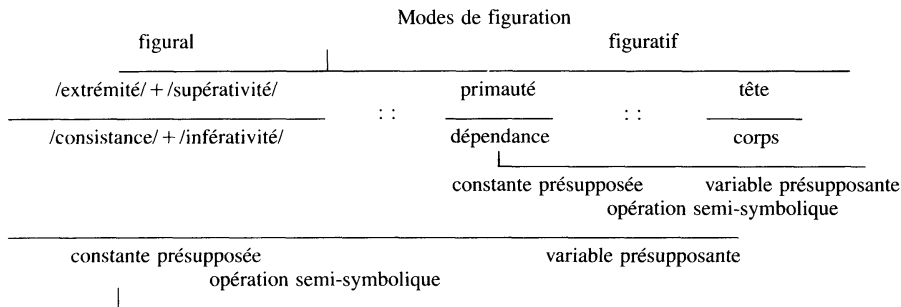 Modes de figuration
figural figuratif
/extrémité/ + /supérativité/ primauté tête
: : : :
/consistance/ + /inférativité/ dépendance corps
constante présupposée variable présupposante
opération semi-symbolique
constante présupposée variable présupposante
opération semi-symbolique